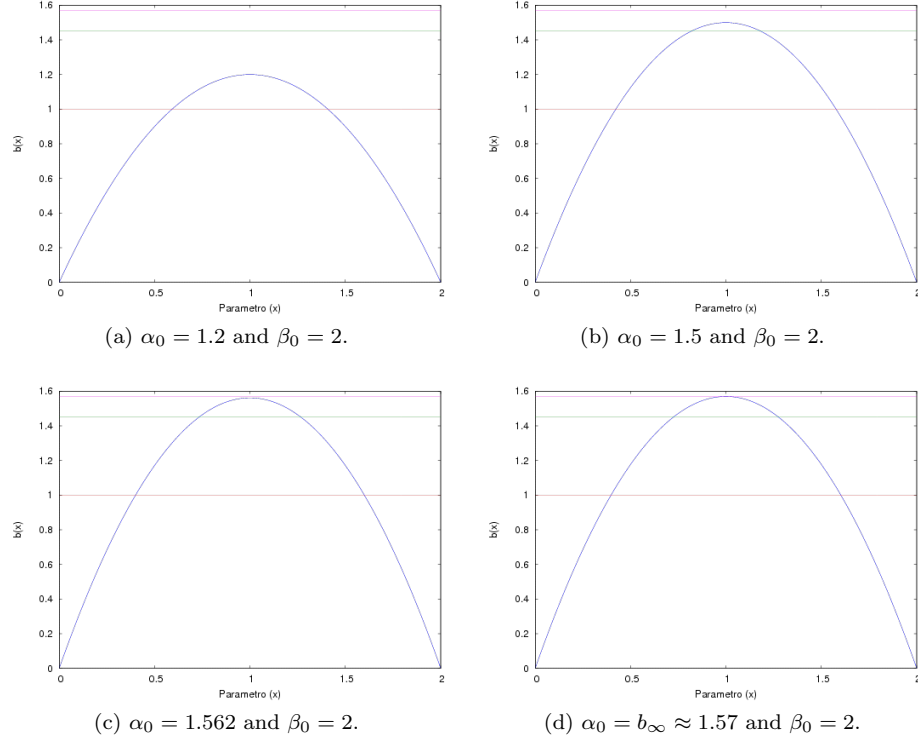 1.6
1.4
1.2
1
0.8
0.6
0.4
0.2
0
b(x)
0 0.5 1 1.5 2
Parametro (x)
(a) α₀ = 1.2 and β₀ = 2.
1.6
1.4
1.2
1
0.8
0.6
0.4
0.2
0
b(x)
0 0.5 1 1.5 2
Parametro (x)
(b) α₀ = 1.5 and β₀ = 2.
1.6
1.4
1.2
1
0.8
0.6
0.4
0.2
0
b(x)
0 0.5 1 1.5 2
Parametro (x)
(c) α₀ = 1.562 and β₀ = 2.
1.6
1.4
1.2
1
0.8
0.6
0.4
0.2
0
b(x)
0 0.5 1 1.5 2
Parametro (x)
(d) α₀ = b∞ ≈ 1.57 and β₀ = 2.